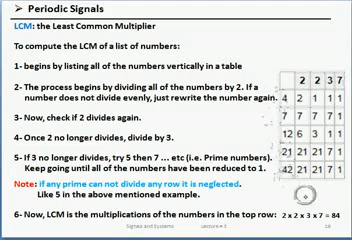 ➢ Periodic Signals
LCM: the Least Common Multiplier
To compute the LCM of a list of numbers:
1- begins by listing all of the numbers vertically in a table
2- The process begins by dividing all of the numbers by 2. If a
number does not divide evenly, just rewrite the number again.
3- Now, check if 2 divides again.
4- Once 2 no longer divides, divide by 3.
5- If 3 no longer divides, try 5 then 7 ... etc (i.e. Prime numbers).
Keep going until all of the numbers have been reduced to 1.
Note: if any prime can not divide any row it is neglected.
Like 5 in the above mentioned example.
6- Now, LCM is the multiplications of the numbers in the top row: 2 x 2 x 3 x 7 = 84
2 2 3 7
4 2 1 1 1
7 7 7 7 1
12 6 3 1 1
21 21 21 7 1
42 21 21 7 1
Signals and Systems